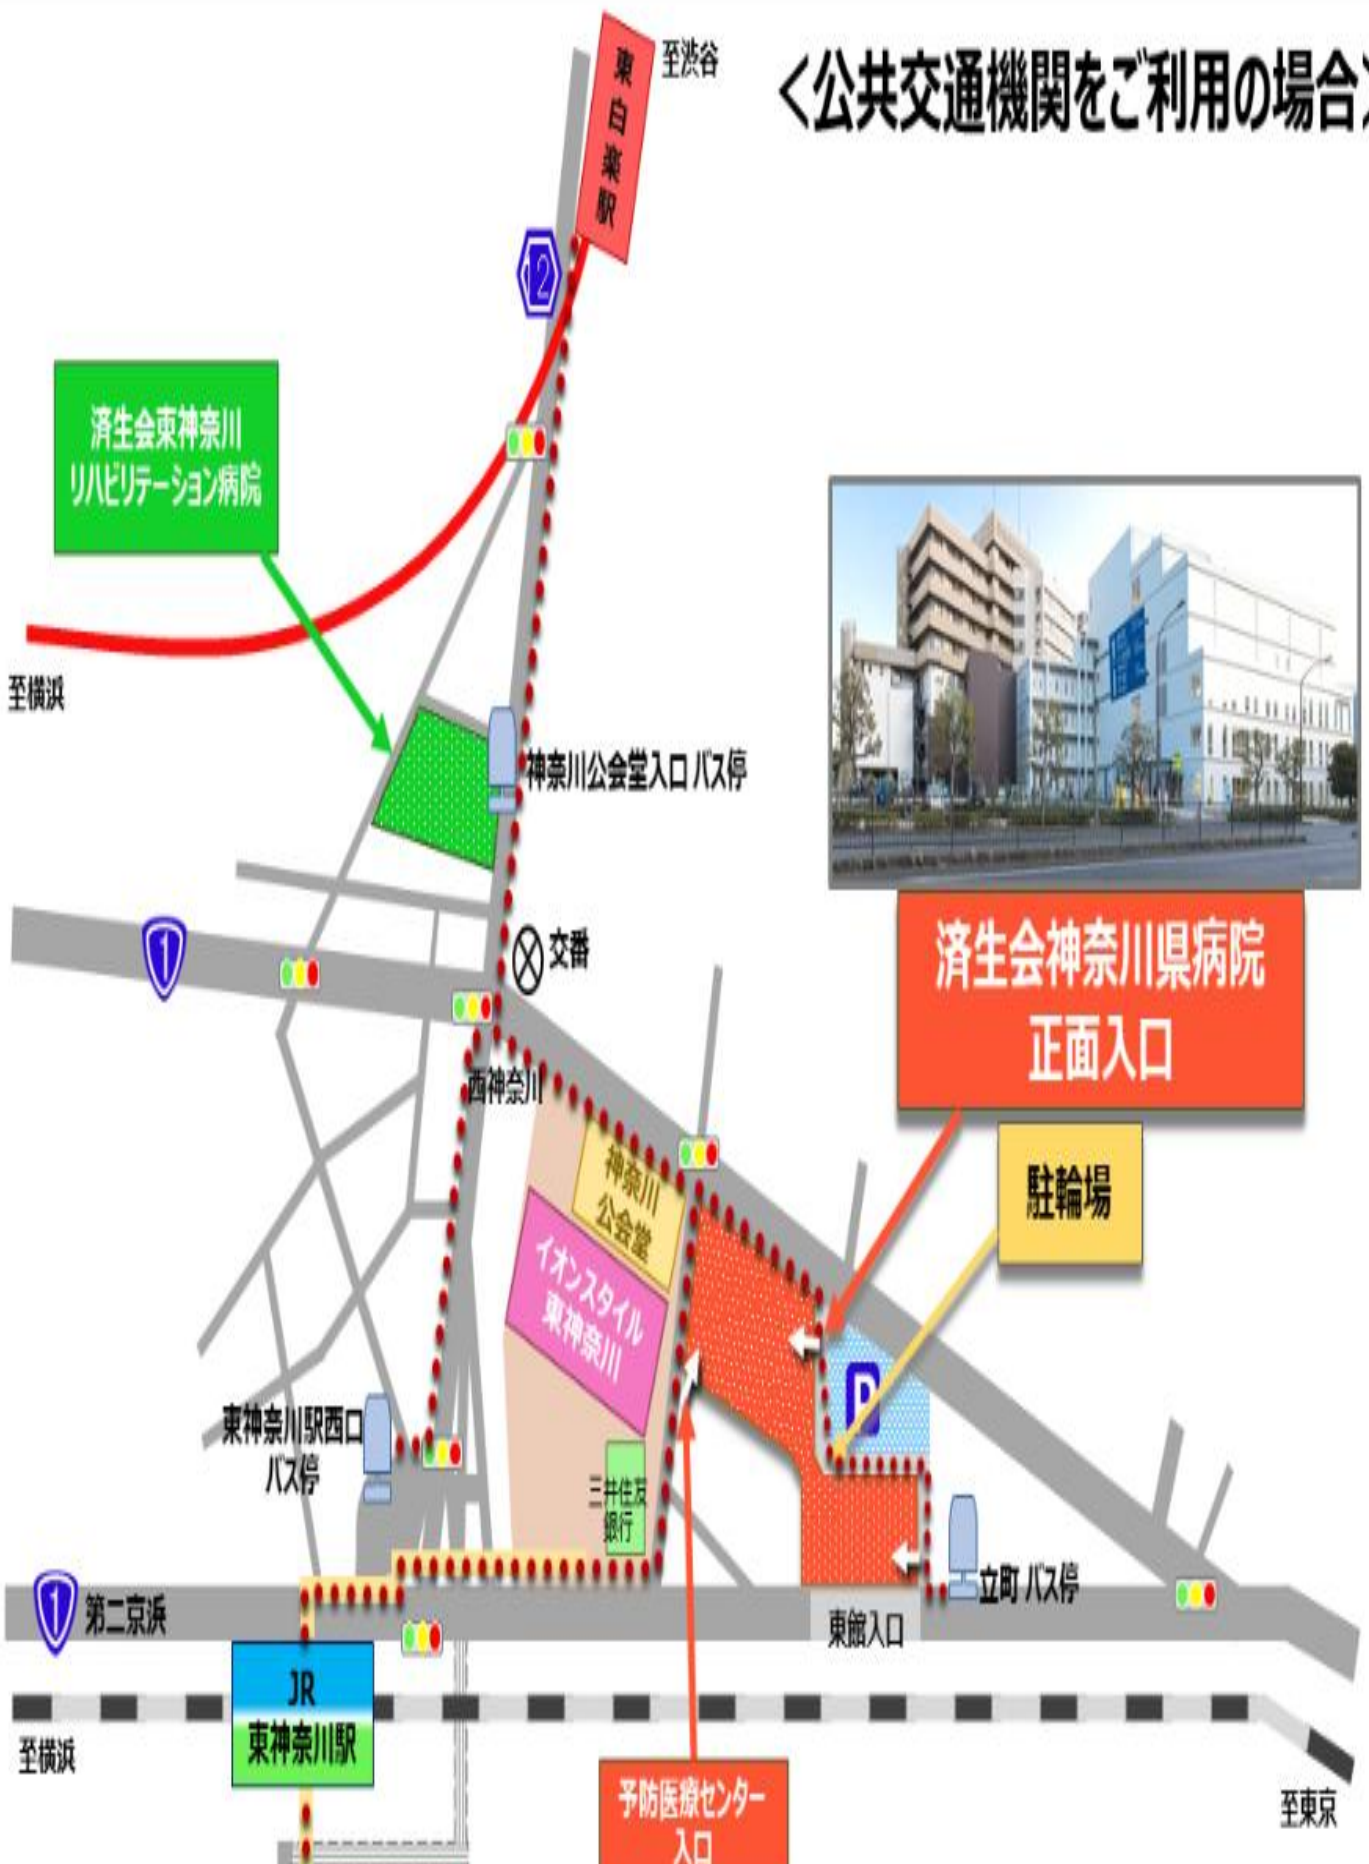 <公共交通機関をご利用の場合>
至渋谷
東白楽駅
12
済生会東神奈川
リハビリテーション病院
至横浜
神奈川公会堂入口 バス停
1
交番
済生会神奈川県病院
正面入口
西神奈川
駐輪場
神奈川
公会堂
イオンスタイル
東神奈川
P
東神奈川駅西口
バス停
三井住友
銀行
立町 バス停
1
第二京浜
東館入口
JR
東神奈川駅
至横浜
予防医療センター
入口
至東京